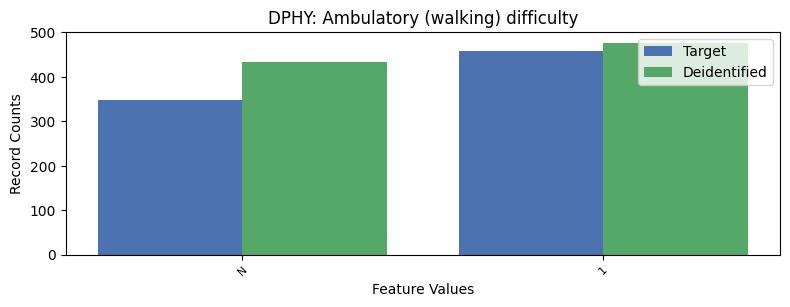 DPHY: Ambulatory (walking) difficulty
Record Counts
500
400
300
200
100
0
Target
Deidentified
N
1
Feature Values